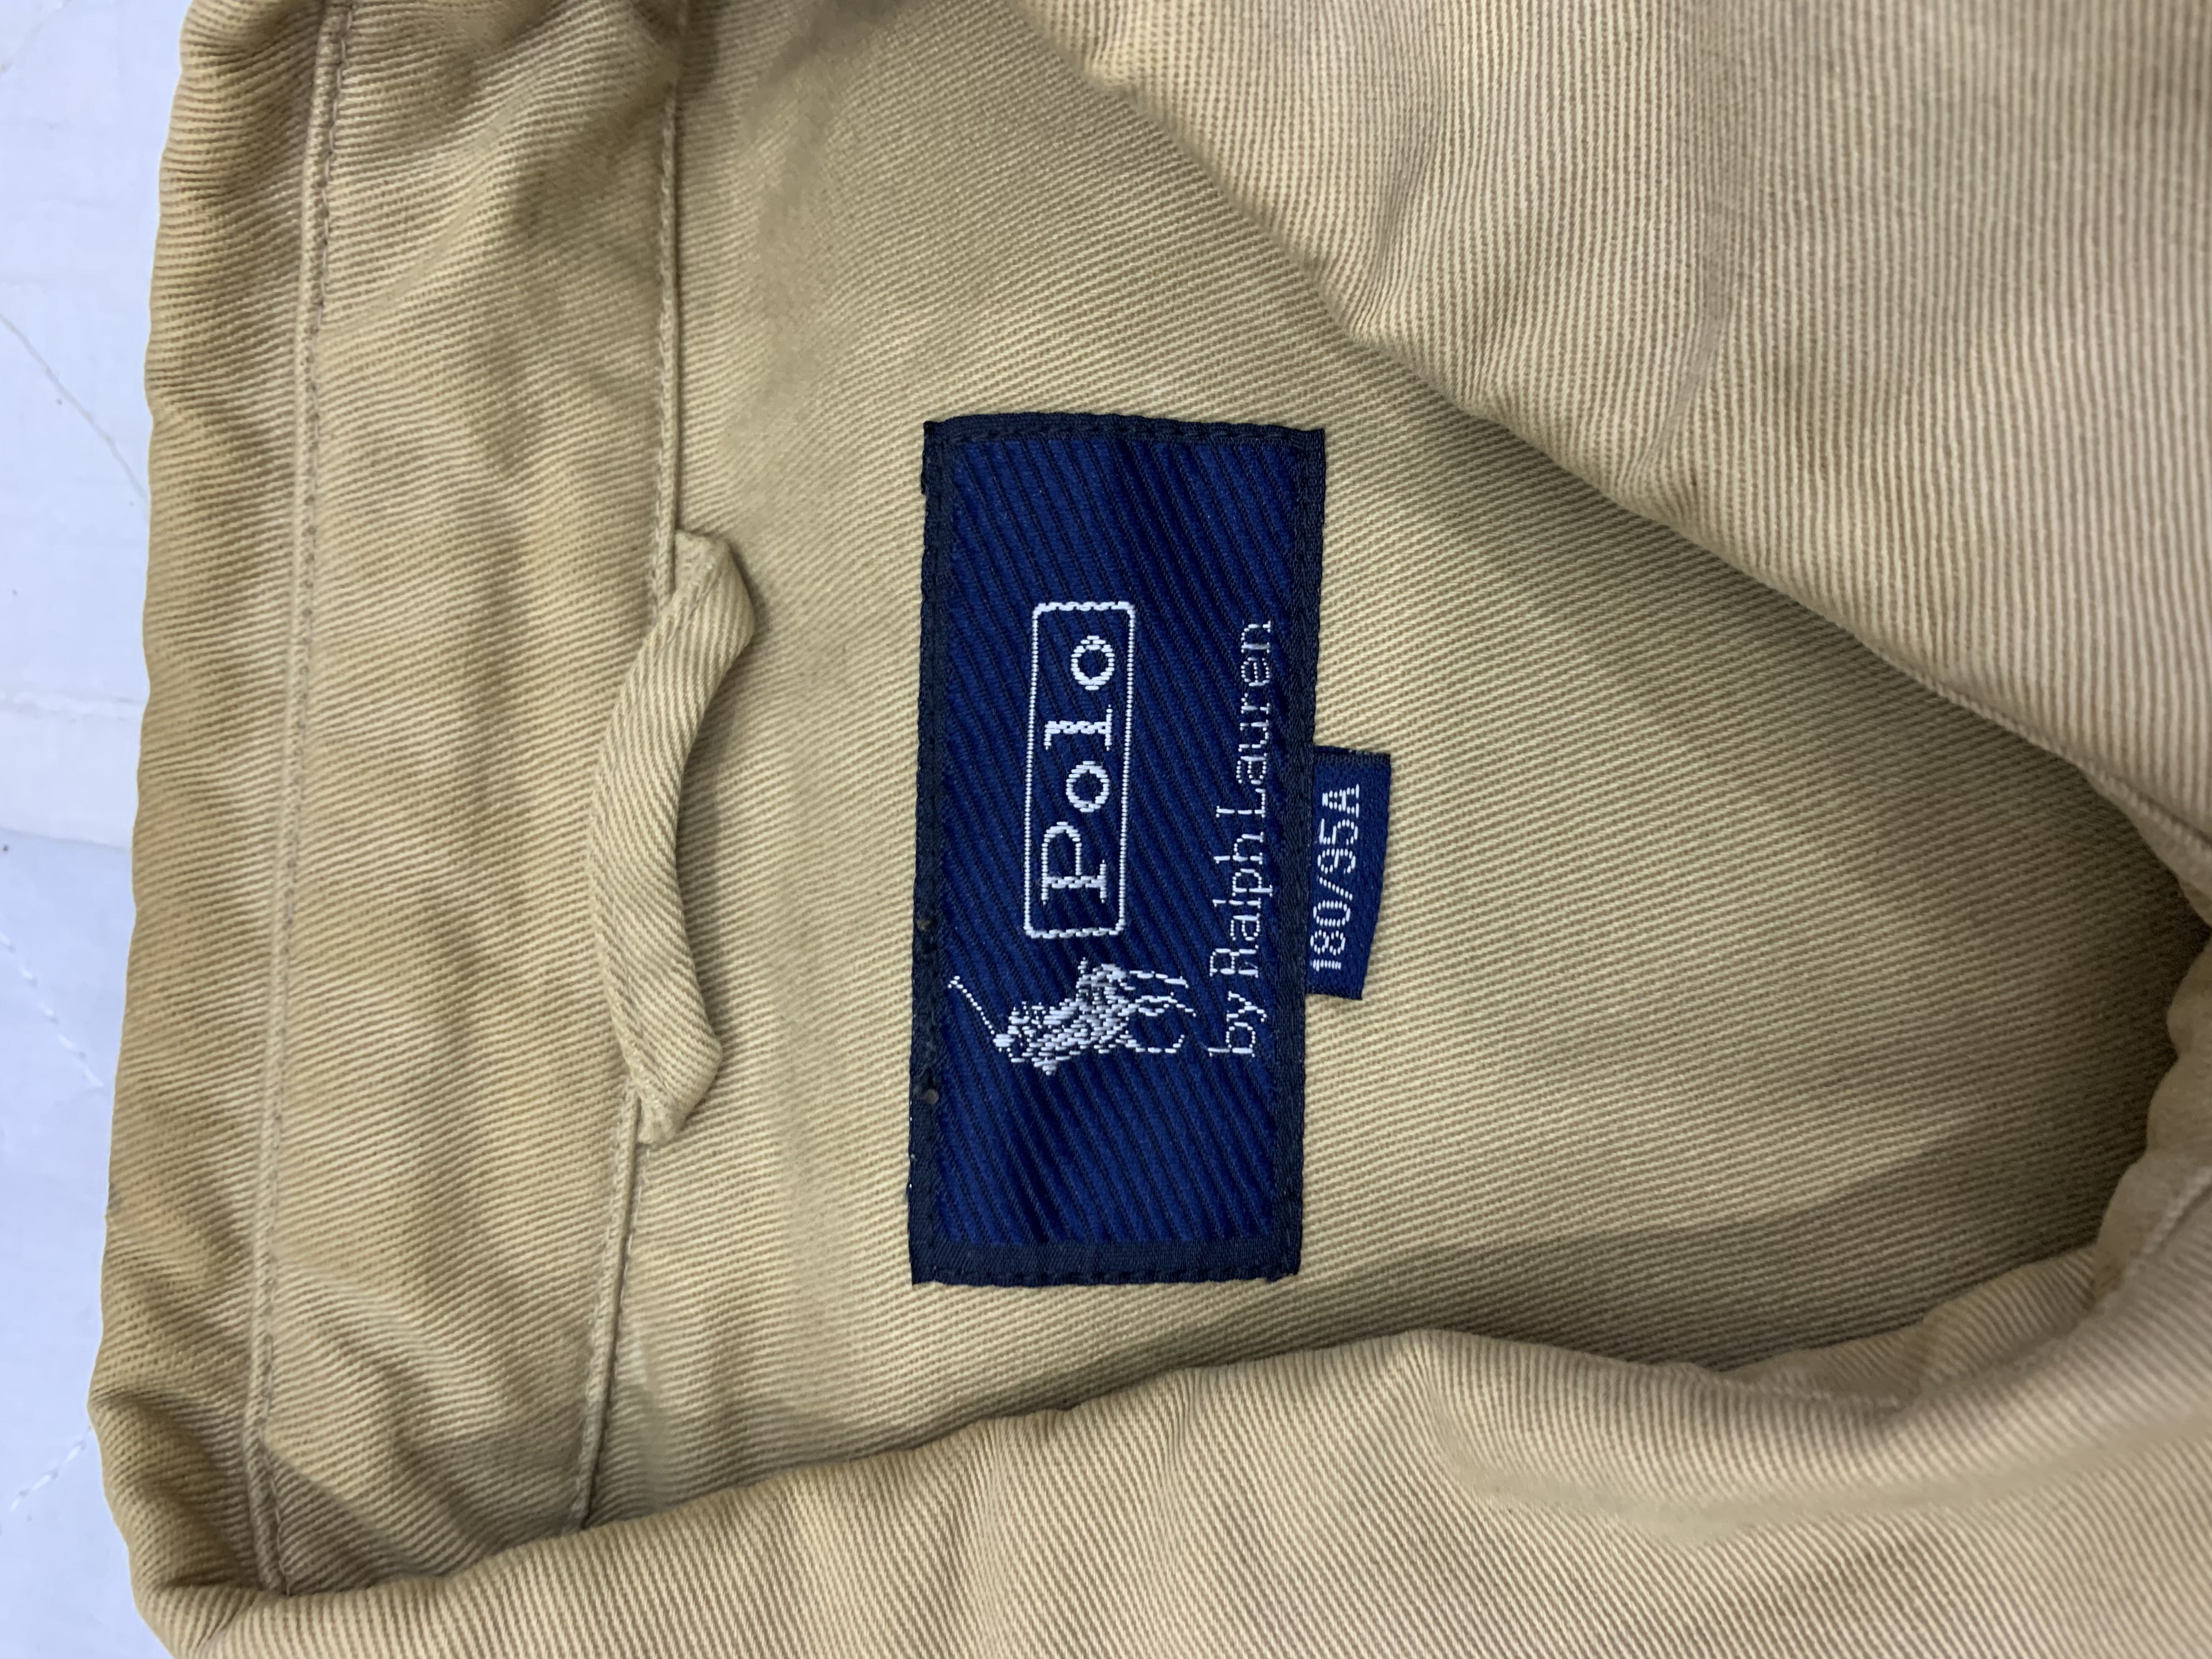 Polo
by Ralph Lauren
180/95A